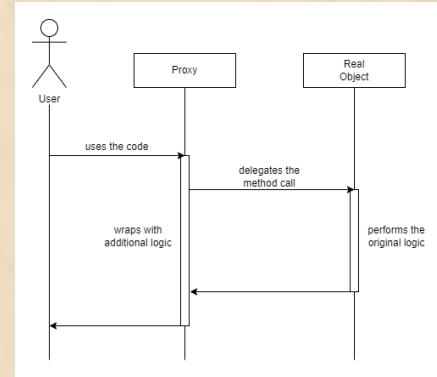 Proxy
Real
Object
User
uses the code
delegates the
method call
wraps with
additional logic
performs the
original logic